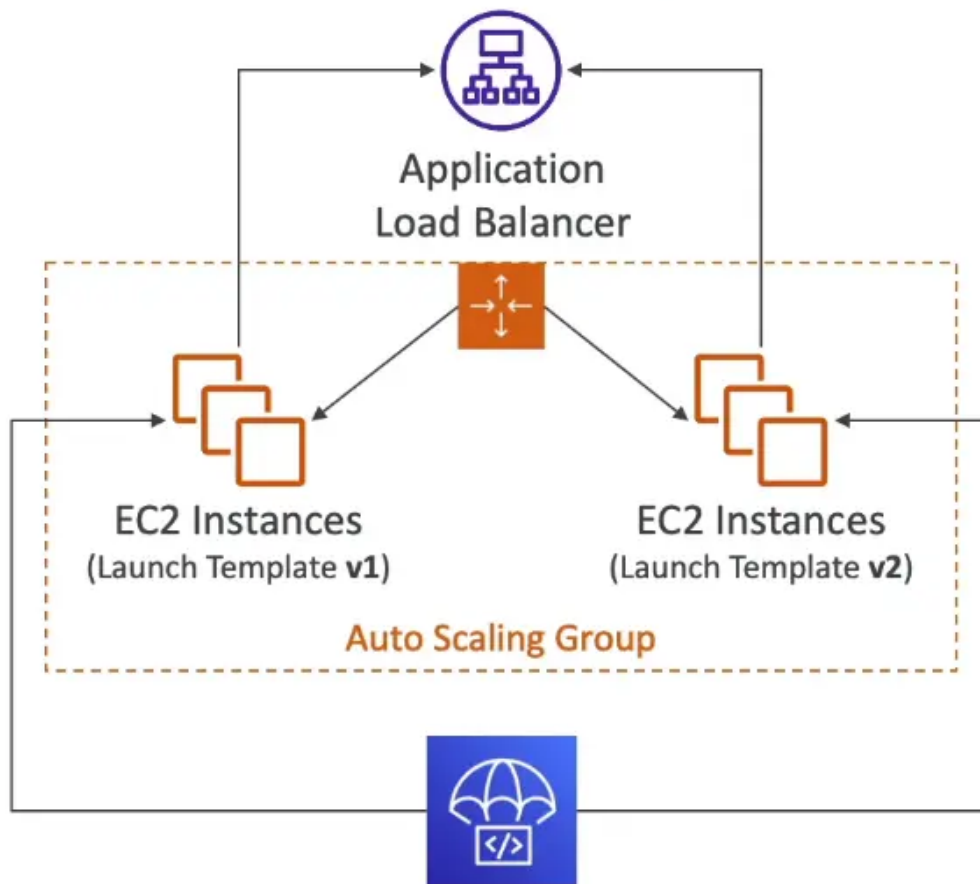 Application
Load Balancer
EC2 Instances
(Launch Template v1)
EC2 Instances
(Launch Template v2)
Auto Scaling Group
</>